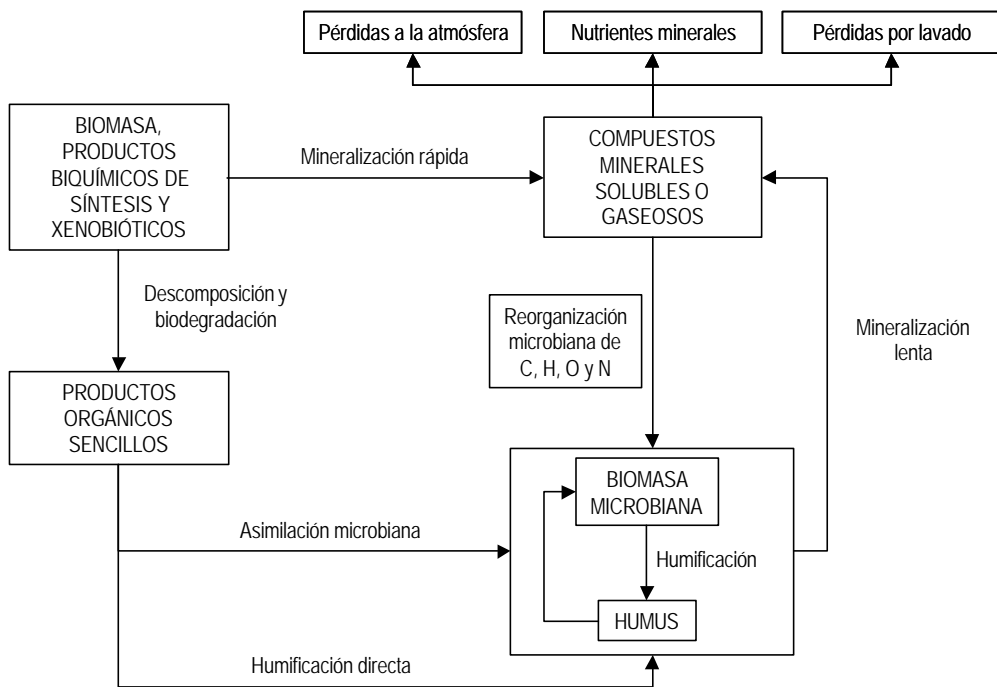 Pérdidas a la atmósfera
Nutrientes minerales
Pérdidas por lavado
BIOMASA,
PRODUCTOS
BIQUÍMICOS DE
SÍNTESIS Y
XENOBIÓTICOS
Mineralización rápida
COMPUESTOS
MINERALES
SOLUBLES O
GASEOSOS
Descomposición y
biodegradación
Reorganización
microbiana de
C, H, O y N
Mineralización
lenta
PRODUCTOS
ORGÁNICOS
SENCILLOS
BIOMASA
MICROBIANA
Asimilación microbiana
Humificación
HUMUS
Humificación directa